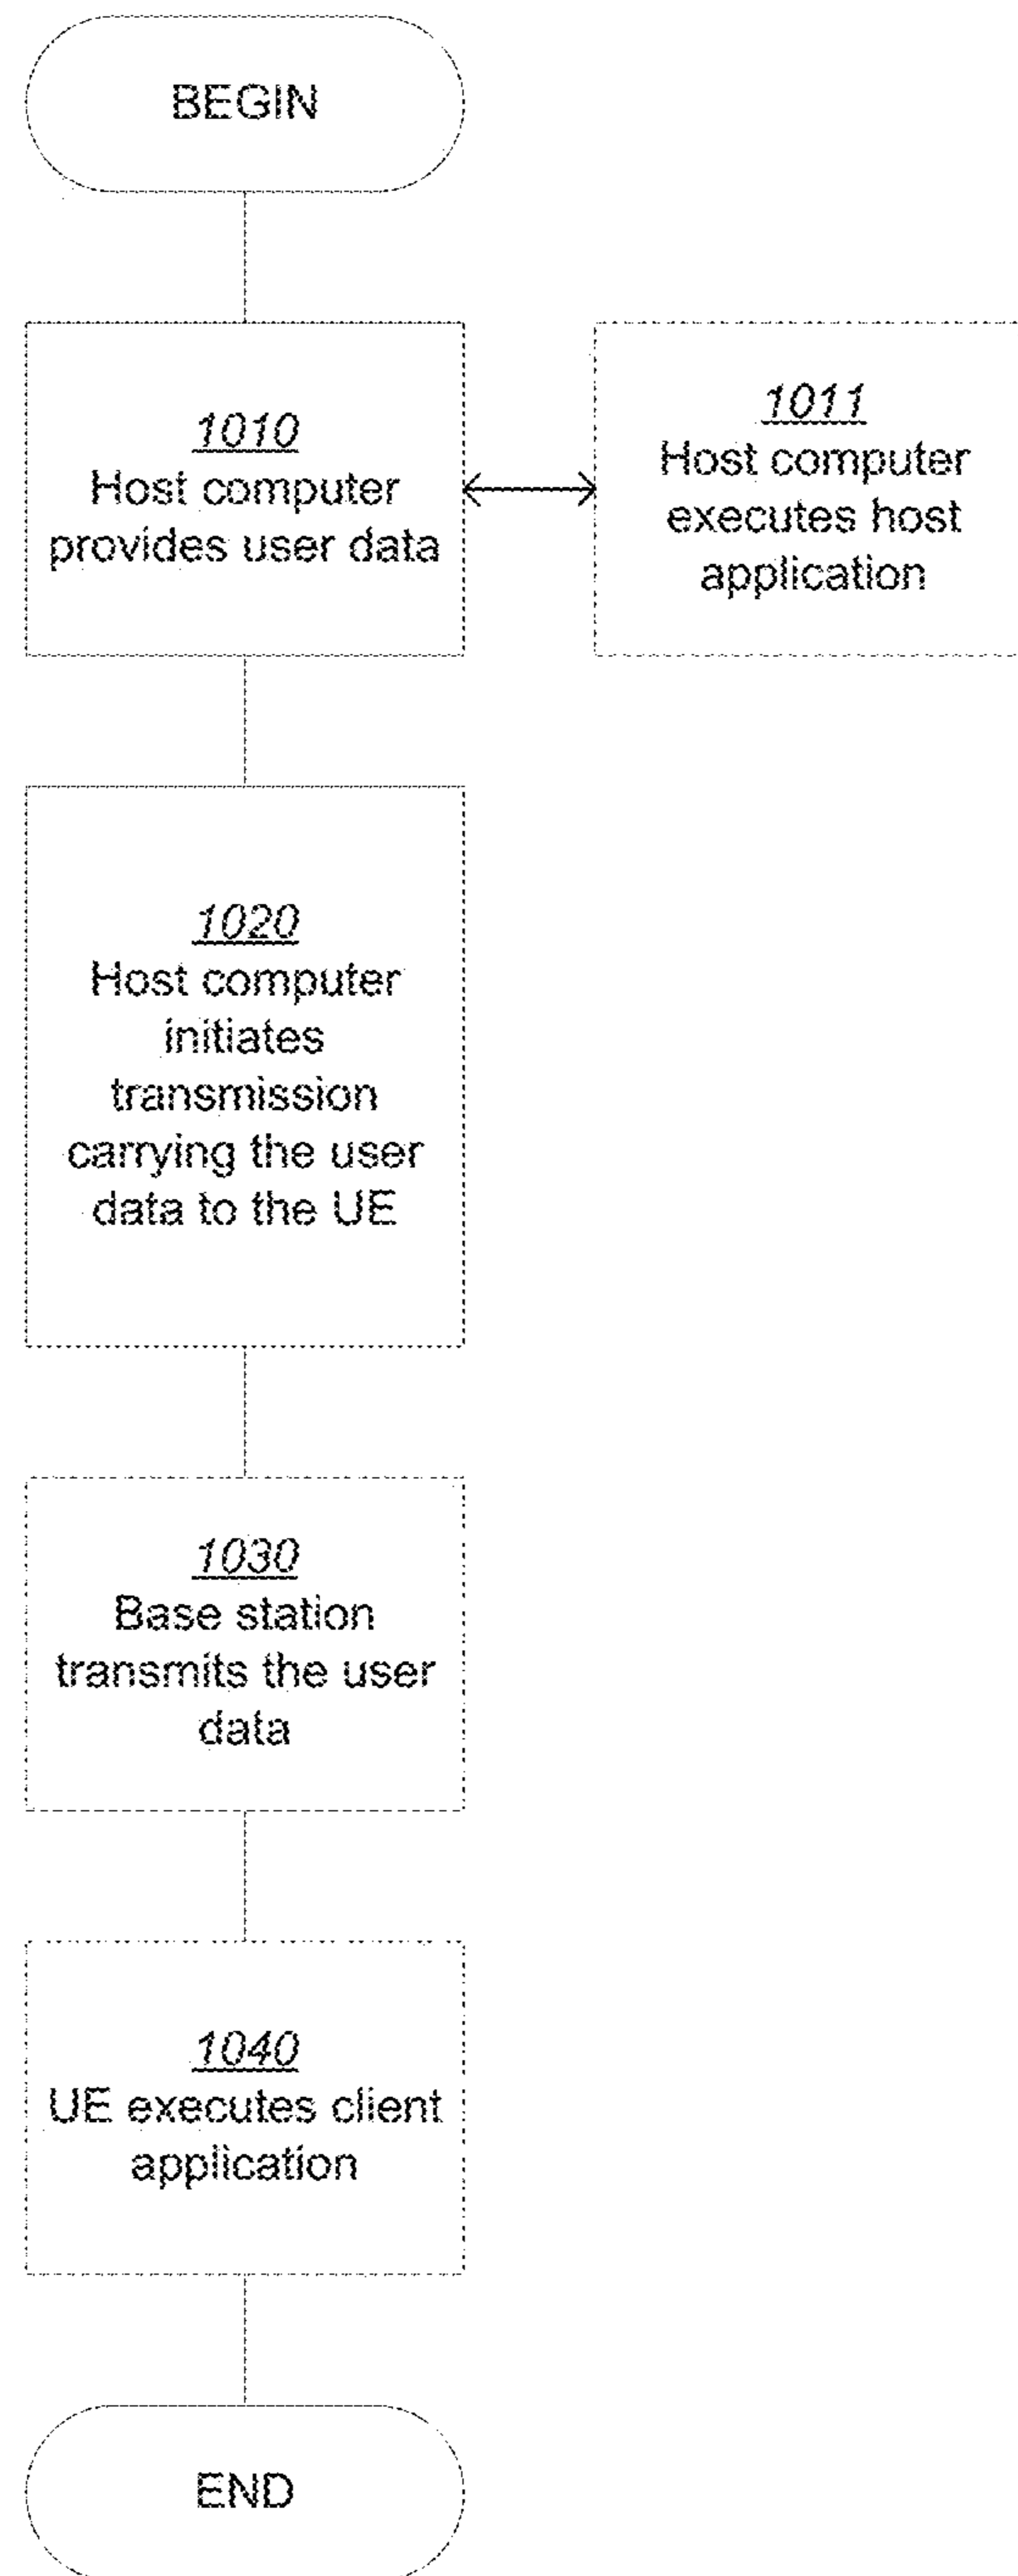 BEGIN
1010
Host computer
provides user data
1011
Host computer
executes host
application
1020
Host computer
initiates
transmission
carrying the user
data to the UE
1030
Base station
transmits the user
data
1040
UE executes client
application
END